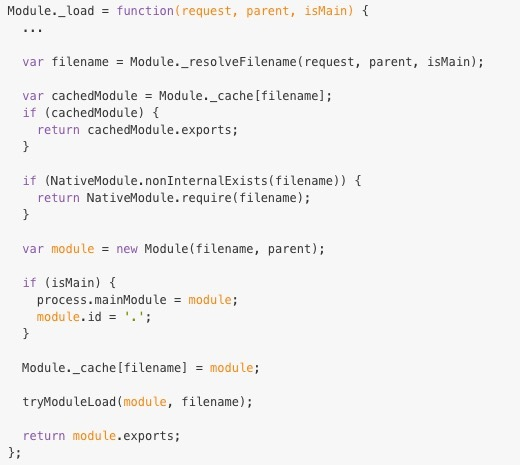 Module._load = function(request, parent, isMain) {
  ...
  var filename = Module._resolveFilename(request, parent, isMain);
  var cachedModule = Module._cache[filename];
  if (cachedModule) {
    return cachedModule.exports;
  }
  if (NativeModule.nonInternalExists(filename)) {
    return NativeModule.require(filename);
  }
  var module = new Module(filename, parent);
  if (isMain) {
    process.mainModule = module;
    module.id = '.';
  }
  Module._cache[filename] = module;
  tryModuleLoad(module, filename);
  return module.exports;
};